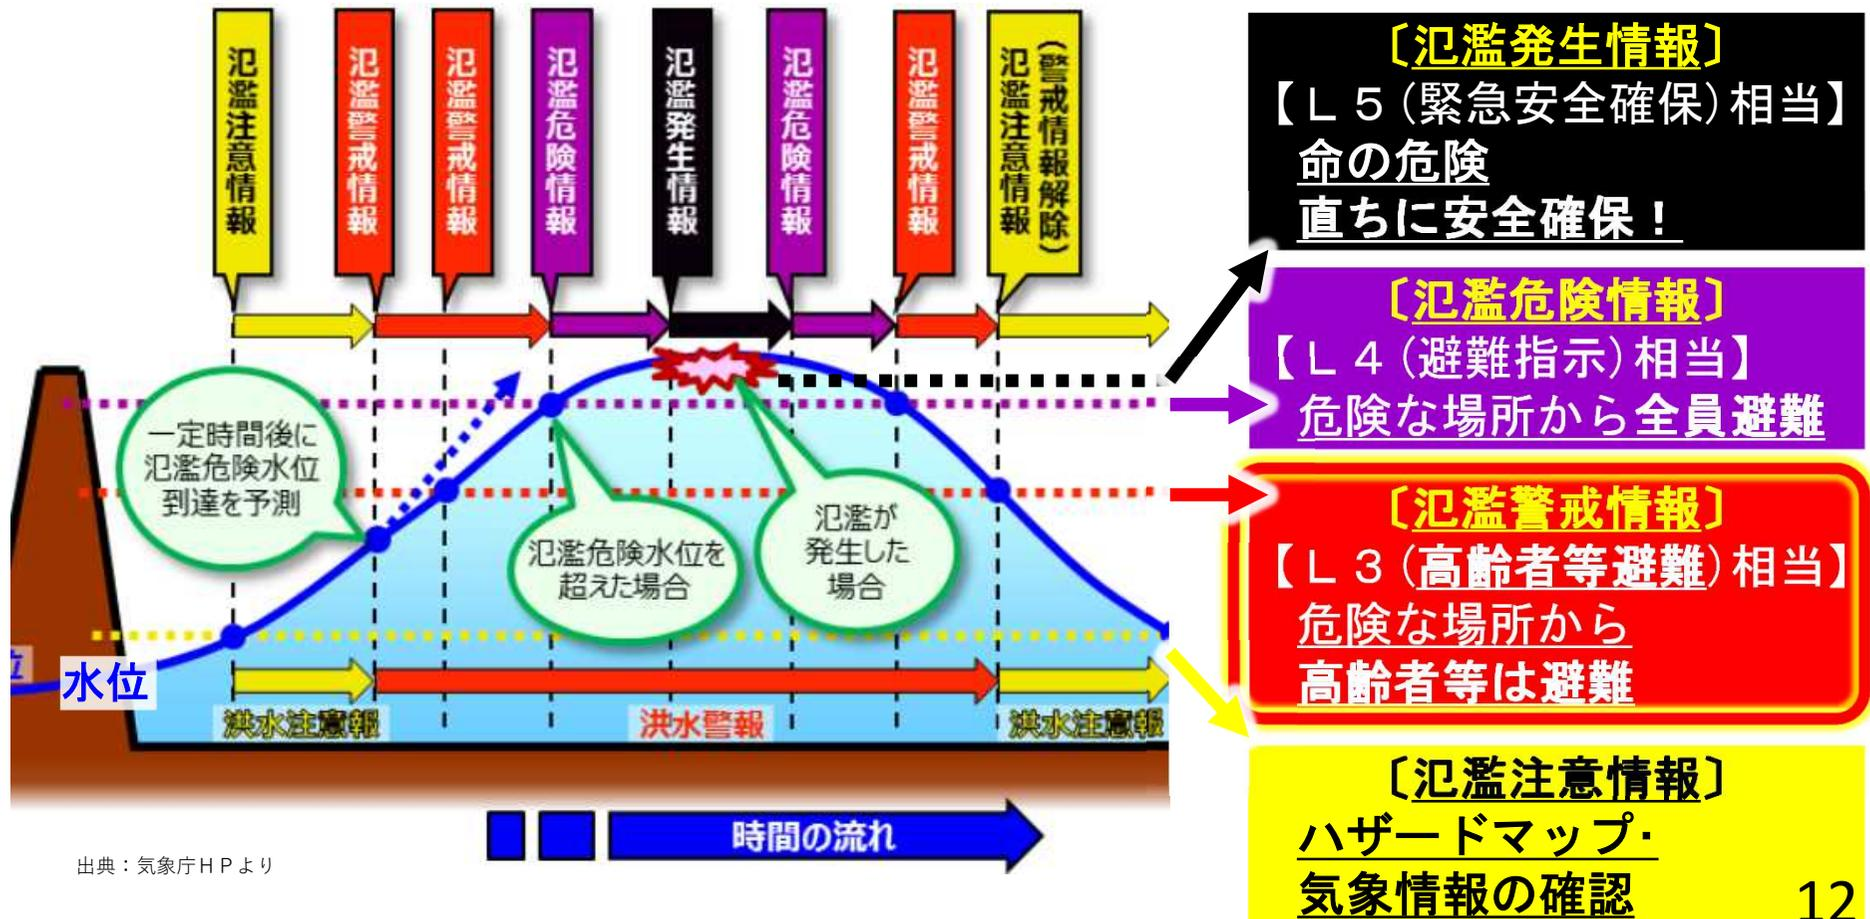 氾濫注意情報
氾濫警戒情報
氾濫警戒情報
氾濫危険情報
氾濫発生情報
氾濫危険情報
氾濫警戒情報
(警戒情報解除)
氾濫注意情報
一定時間後に
氾濫危険水位
到達を予測
氾濫危険水位を
超えた場合
氾濫が
発生した
場合
位
水位
洪水注意報
洪水警報
洪水注意報
時間の流れ
出典：気象庁ＨＰより
〔氾濫発生情報〕
【Ｌ５(緊急安全確保)相当】
命の危険
直ちに安全確保！
〔氾濫危険情報〕
【Ｌ４(避難指示)相当】
危険な場所から全員避難
〔氾濫警戒情報〕
【Ｌ３(高齢者等避難)相当】
危険な場所から
高齢者等は避難
〔氾濫注意情報〕
ハザードマップ･
気象情報の確認
12